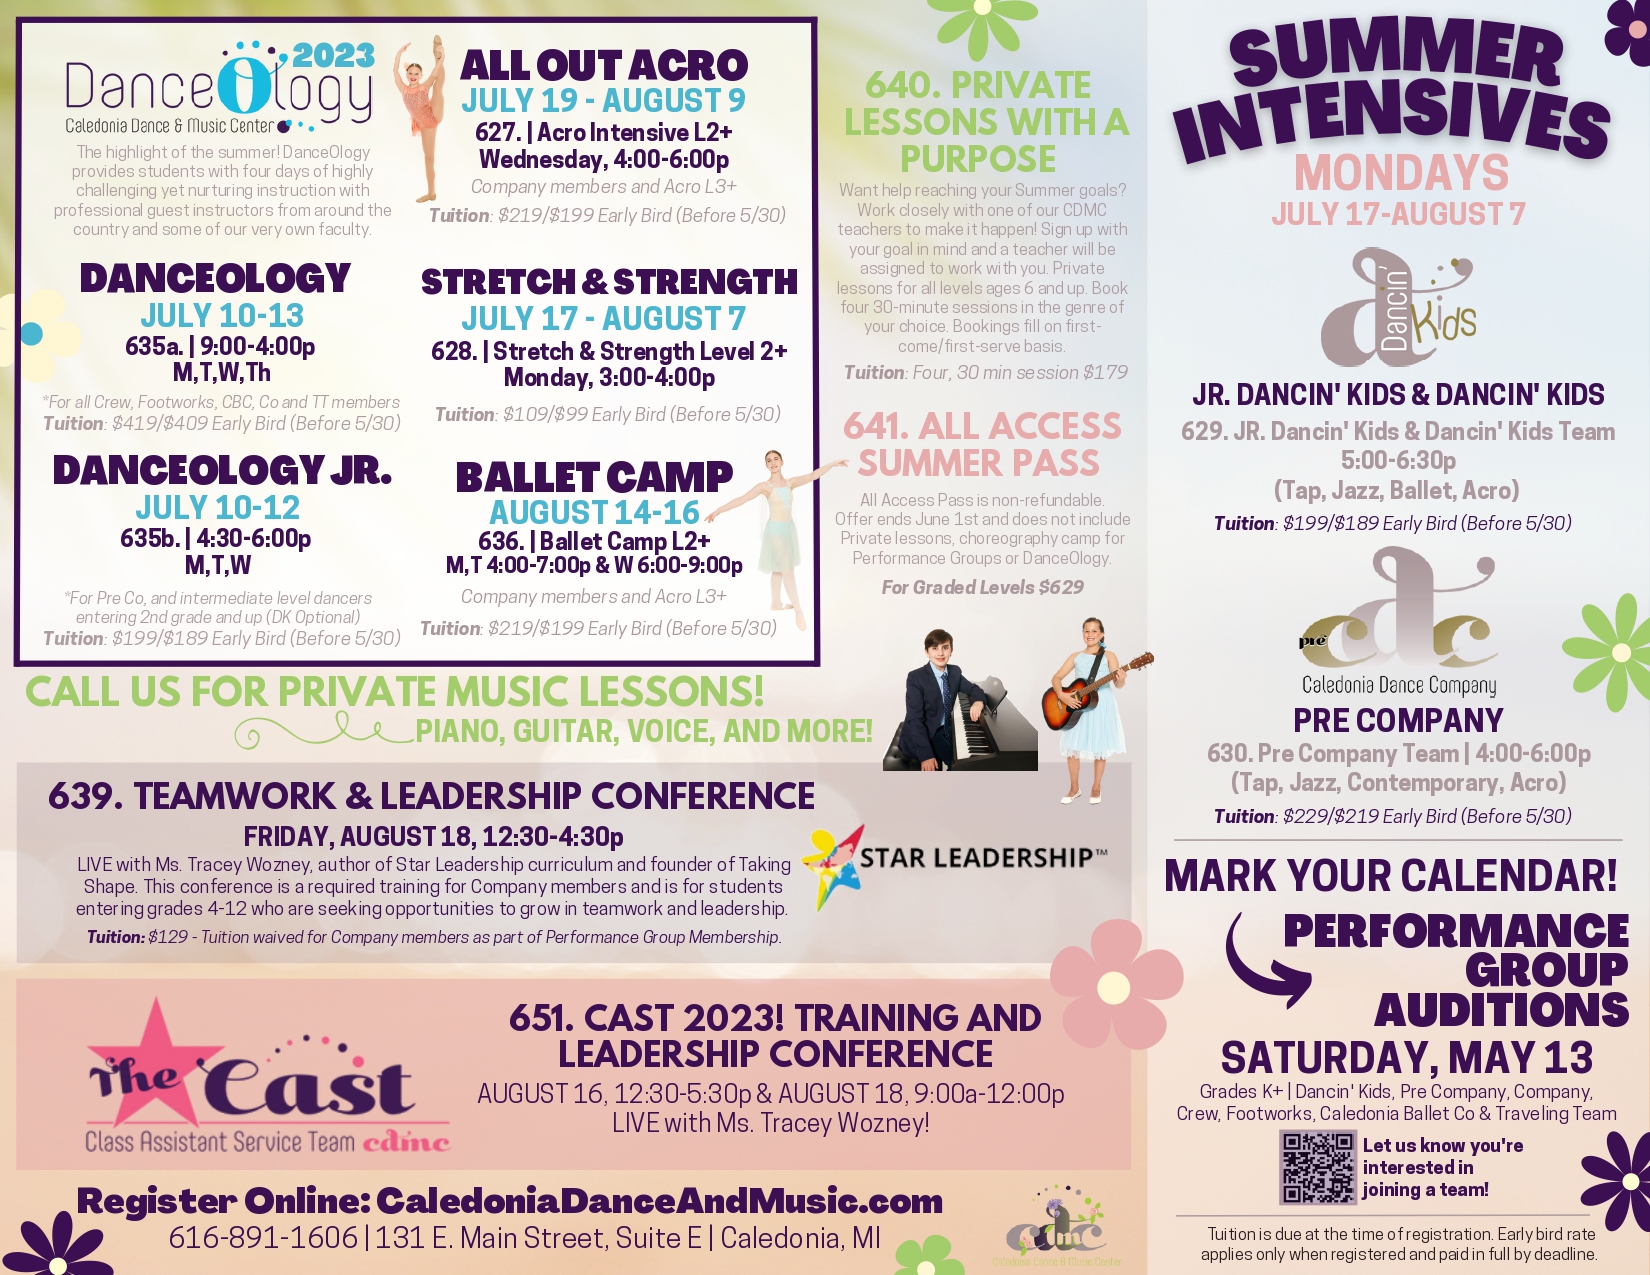 2023
DanceOlogy
Caledonia Dance & Music Center
The highlight of the summer! DanceOlogy
provides students with four days of highly
challenging yet nurturing instruction with
professional guest instructors from around the
country and some of our very own faculty.
DANCEOLOGY
JULY 10-13
635a. | 9:00-4:00p
M,T,W,Th
*For all Crew, Footworks, CBC, Co and TT members
Tuition: $419/$409 Early Bird (Before 5/30)
DANCEOLOGY JR.
JULY 10-12
635b. | 4:30-6:00p
M,T,W
*For Pre Co, and intermediate level dancers
entering 2nd grade and up (DK Optional)
Tuition: $199/$189 Early Bird (Before 5/30)
ALL OUT ACRO
JULY 19 - AUGUST 9
627. | Acro Intensive L2+
Wednesday, 4:00-6:00p
Company members and Acro L3+
Tuition: $219/$199 Early Bird (Before 5/30)
STRETCH & STRENGTH
JULY 17 - AUGUST 7
628. | Stretch & Strength Level 2+
Monday, 3:00-4:00p
Tuition: $109/$99 Early Bird (Before 5/30)
BALLET CAMP
AUGUST 14-16
636. | Ballet Camp L2+
M,T 4:00-7:00p & W 6:00-9:00p
Company members and Acro L3+
Tuition: $219/$199 Early Bird (Before 5/30)
640. PRIVATE
LESSONS WITH A
PURPOSE
Want help reaching your Summer goals?
Work closely with one of our CDMC
teachers to make it happen! Sign up with
your goal in mind and a teacher will be
assigned to work with you. Private
lessons for all levels ages 6 and up. Book
four 30-minute sessions in the genre of
your choice. Bookings fill on first-
come/first-serve basis.
Tuition: Four, 30 min session $179
641. ALL ACCESS
SUMMER PASS
All Access Pass is non-refundable.
Offer ends June 1st and does not include
Private lessons, choreography camp for
Performance Groups or DanceOlogy.
For Graded Levels $629
CALL US FOR PRIVATE MUSIC LESSONS!
PIANO, GUITAR, VOICE, AND MORE!
639. TEAMWORK & LEADERSHIP CONFERENCE
FRIDAY, AUGUST 18, 12:30-4:30p
LIVE with Ms. Tracey Wozney, author of Star Leadership curriculum and founder of Taking
Shape. This conference is a required training for Company members and is for students
entering grades 4-12 who are seeking opportunities to grow in teamwork and leadership.
Tuition: $129 - Tuition waived for Company members as part of Performance Group Membership.
STAR LEADERSHIP™
The Cast
Class Assistant Service Team cdmc
651. CAST 2023! TRAINING AND
LEADERSHIP CONFERENCE
AUGUST 16, 12:30-5:30p & AUGUST 18, 9:00a-12:00p
LIVE with Ms. Tracey Wozney!
Register Online: CaledoniaDanceAndMusic.com
616-891-1606 | 131 E. Main Street, Suite E | Caledonia, MI
cdmc
Caledonia Dance & Music Center
SUMMER
INTENSIVES
MONDAYS
JULY 17-AUGUST 7
d Dancin' Kids
JR. DANCIN' KIDS & DANCIN' KIDS
629. JR. Dancin' Kids & Dancin' Kids Team
5:00-6:30p
(Tap, Jazz, Ballet, Acro)
Tuition: $199/$189 Early Bird (Before 5/30)
pre cdc
Caledonia Dance Company
PRE COMPANY
630. Pre Company Team | 4:00-6:00p
(Tap, Jazz, Contemporary, Acro)
Tuition: $229/$219 Early Bird (Before 5/30)
MARK YOUR CALENDAR!
PERFORMANCE
GROUP
AUDITIONS
SATURDAY, MAY 13
Grades K+ | Dancin' Kids, Pre Company, Company,
Crew, Footworks, Caledonia Ballet Co & Traveling Team
Let us know you're
interested in
joining a team!
Tuition is due at the time of registration. Early bird rate
applies only when registered and paid in full by deadline.